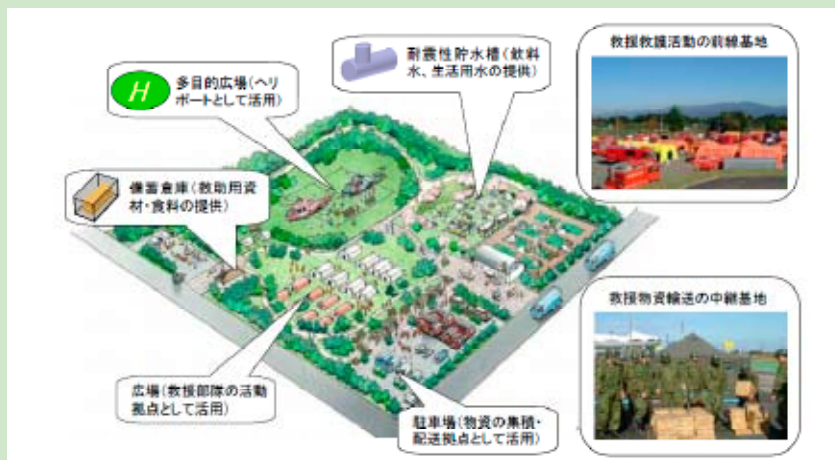 耐震性貯水槽(飲料
水、生活用水の提供)
救援救護活動の前線基地
H
多目的広場(ヘリ
ポートとして活用)
備蓄倉庫(救助用資
材・食料の提供)
救援物資輸送の中継基地
広場(救援部隊の活動
拠点として活用)
駐車場(物資の集積・
配送拠点として活用)